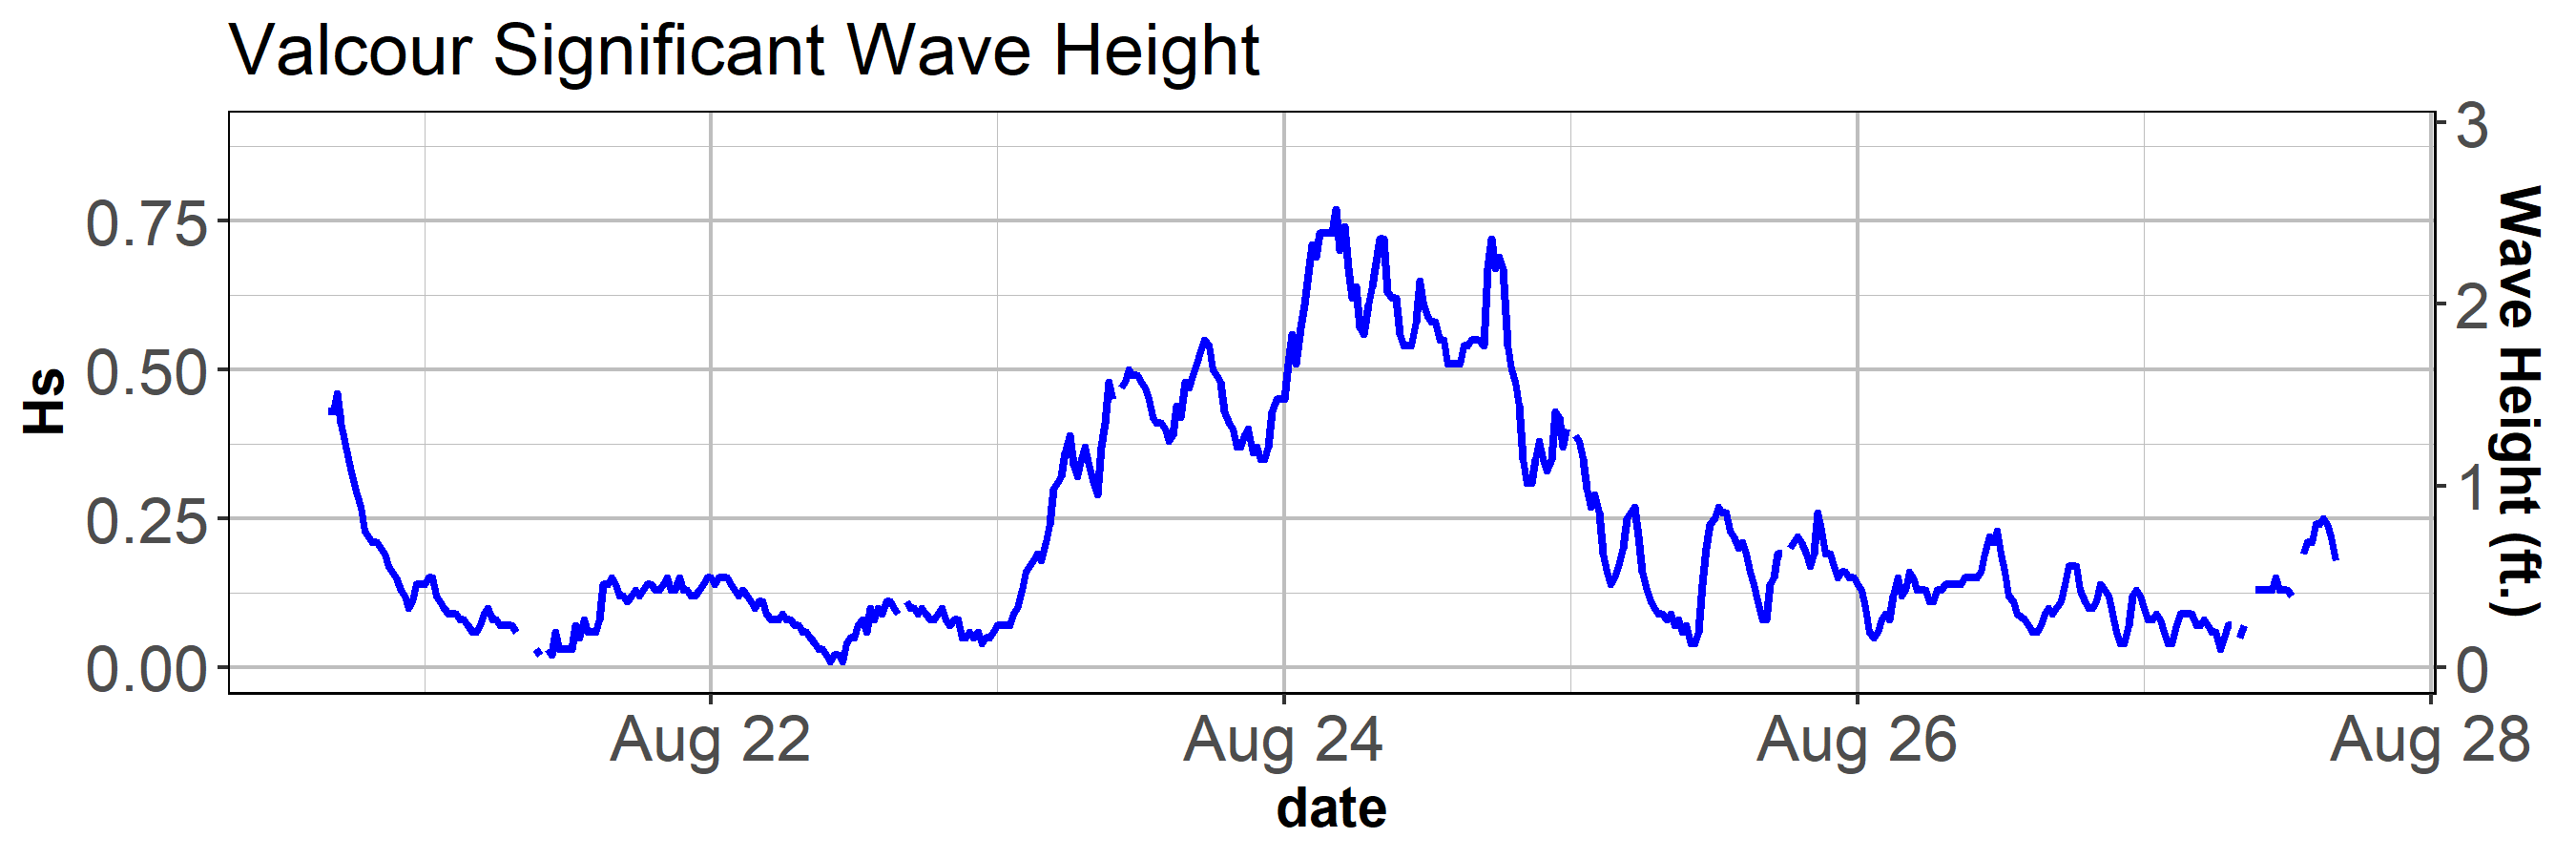 Valcour Significant Wave Height
Hs
0.75
0.50
0.25
0.00
3
2
1
0
Wave Height (ft.)
Aug 22
Aug 24
Aug 26
Aug 28
date